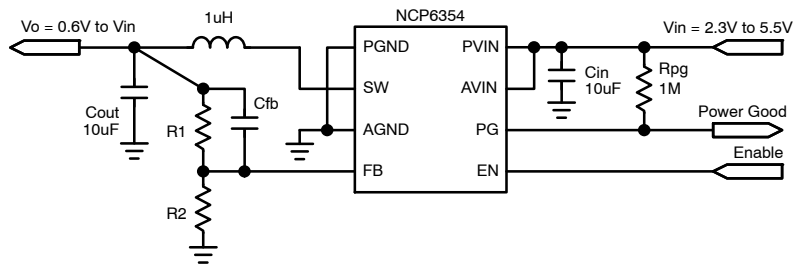 NCP6354
Vo = 0.6V to Vin
1uH
Vin = 2.3V to 5.5V
PGND
PVIN
SW
AVIN
AGND
PG
FB
EN
Cout
10uF
R1
Cfb
R2
Cin
10uF
Rpg
1M
Power Good
Enable